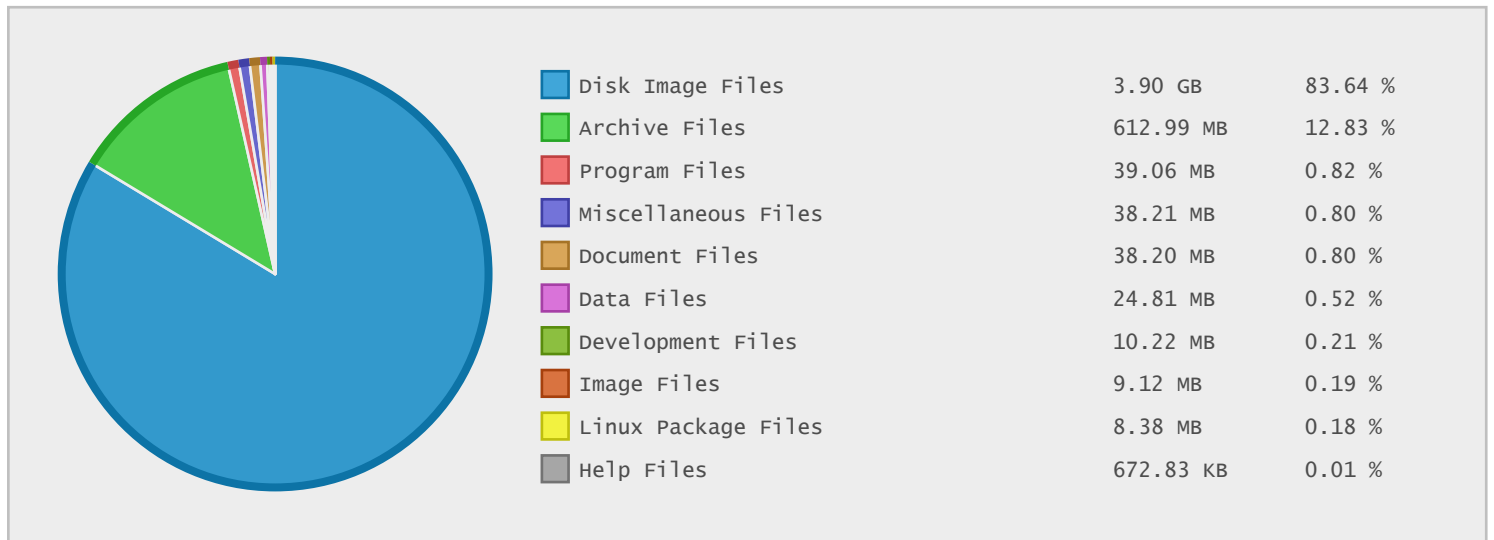 Disk Image Files 3.90 GB 83.64 %
Archive Files 612.99 MB 12.83 %
Program Files 39.06 MB 0.82 %
Miscellaneous Files 38.21 MB 0.80 %
Document Files 38.20 MB 0.80 %
Data Files 24.81 MB 0.52 %
Development Files 10.22 MB 0.21 %
Image Files 9.12 MB 0.19 %
Linux Package Files 8.38 MB 0.18 %
Help Files 672.83 KB 0.01 %